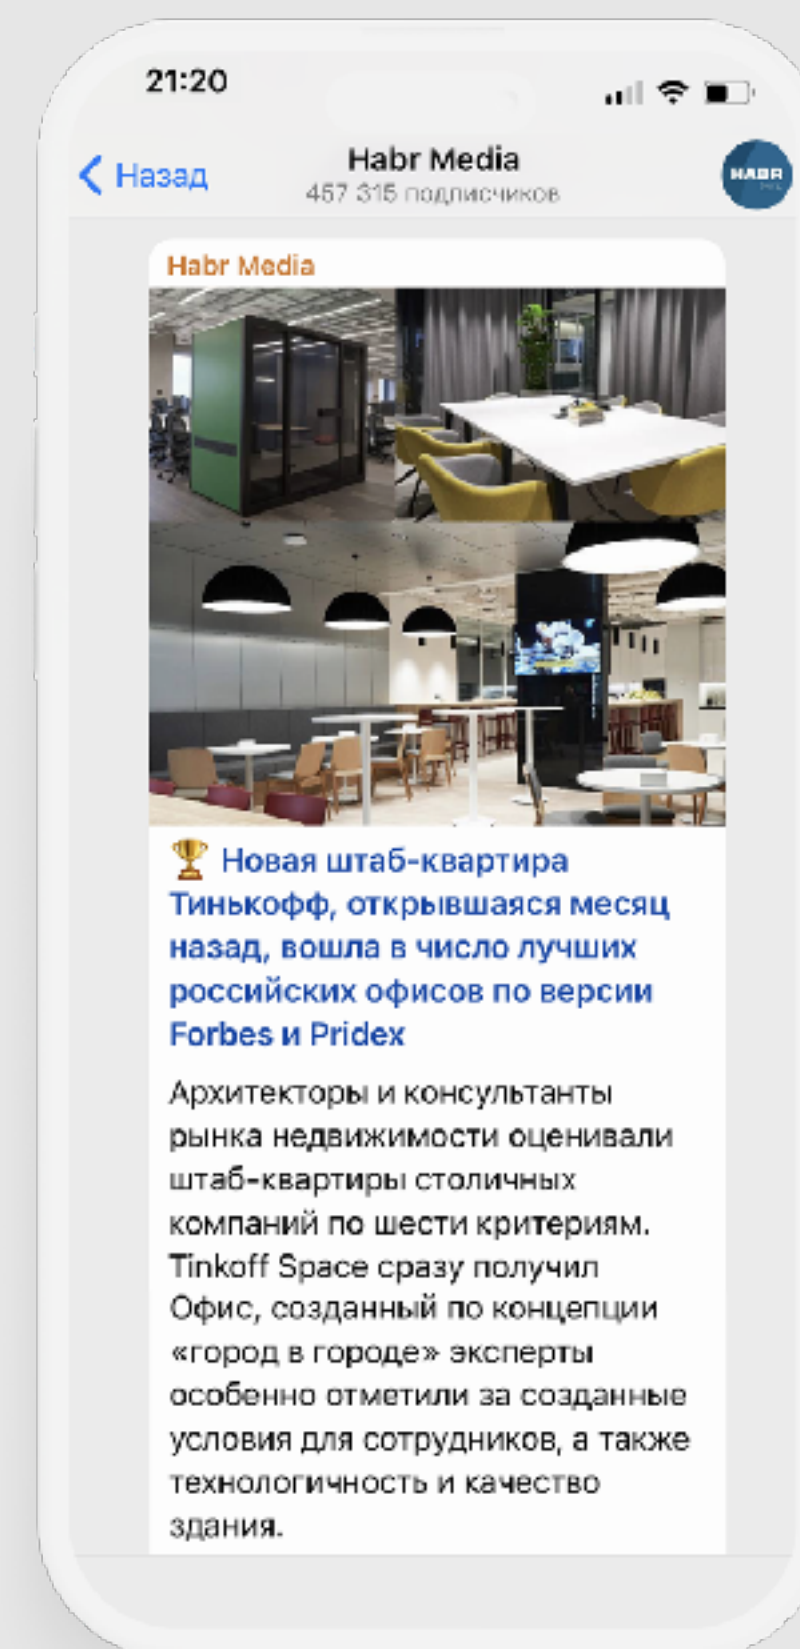 21:20
Назад
Habr Media
457 315 подписчиков
HABR
Habr Media
🏆 Новая штаб-квартира
Тинькофф, открывшаяся месяц
назад, вошла в число лучших
российских офисов по версии
Forbes и Pridex
Архитекторы и консультанты
рынка недвижимости оценивали
штаб-квартиры столичных
компаний по шести критериям.
Tinkoff Space сразу получил
Офис, созданный по концепции
«город в городе» эксперты
особенно отметили за созданные
условия для сотрудников, а также
технологичность и качество
здания.